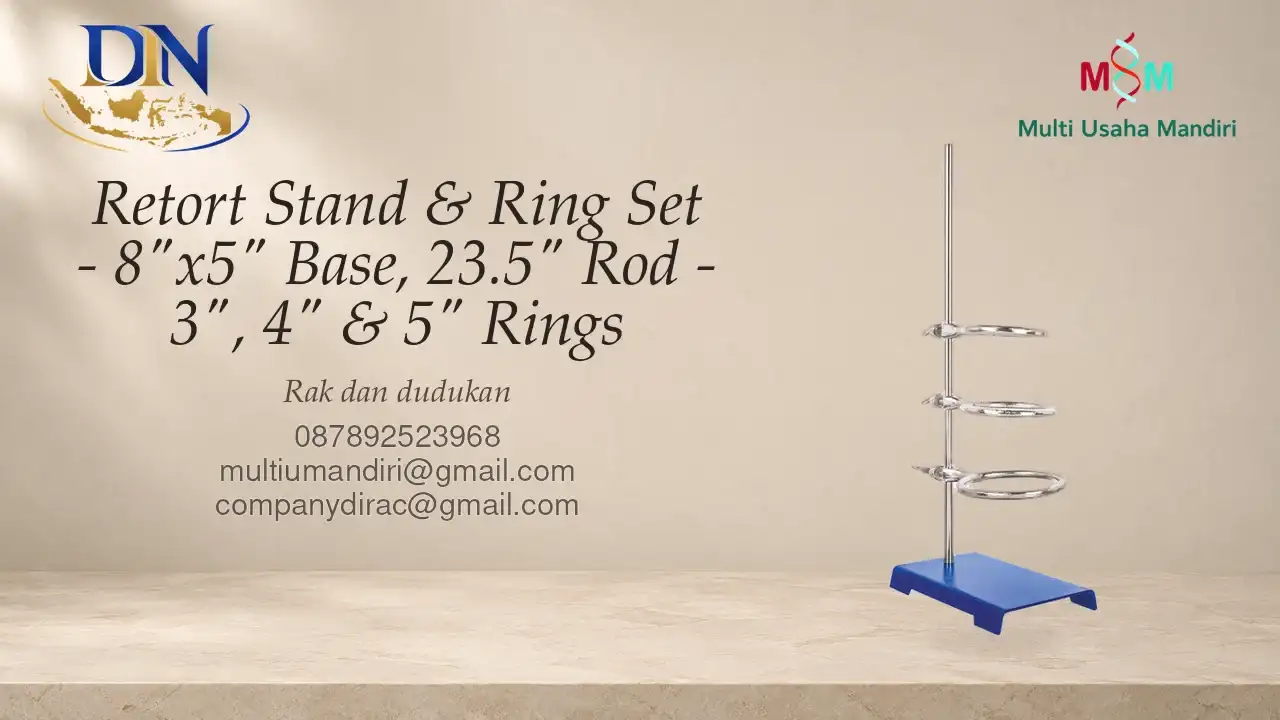 DN
M M
Multi Usaha Mandiri
Retort Stand & Ring Set
- 8"x5" Base, 23.5" Rod -
3", 4" & 5" Rings
Rak dan dudukan
087892523968
multiumandiri@gmail.com
companydirac@gmail.com